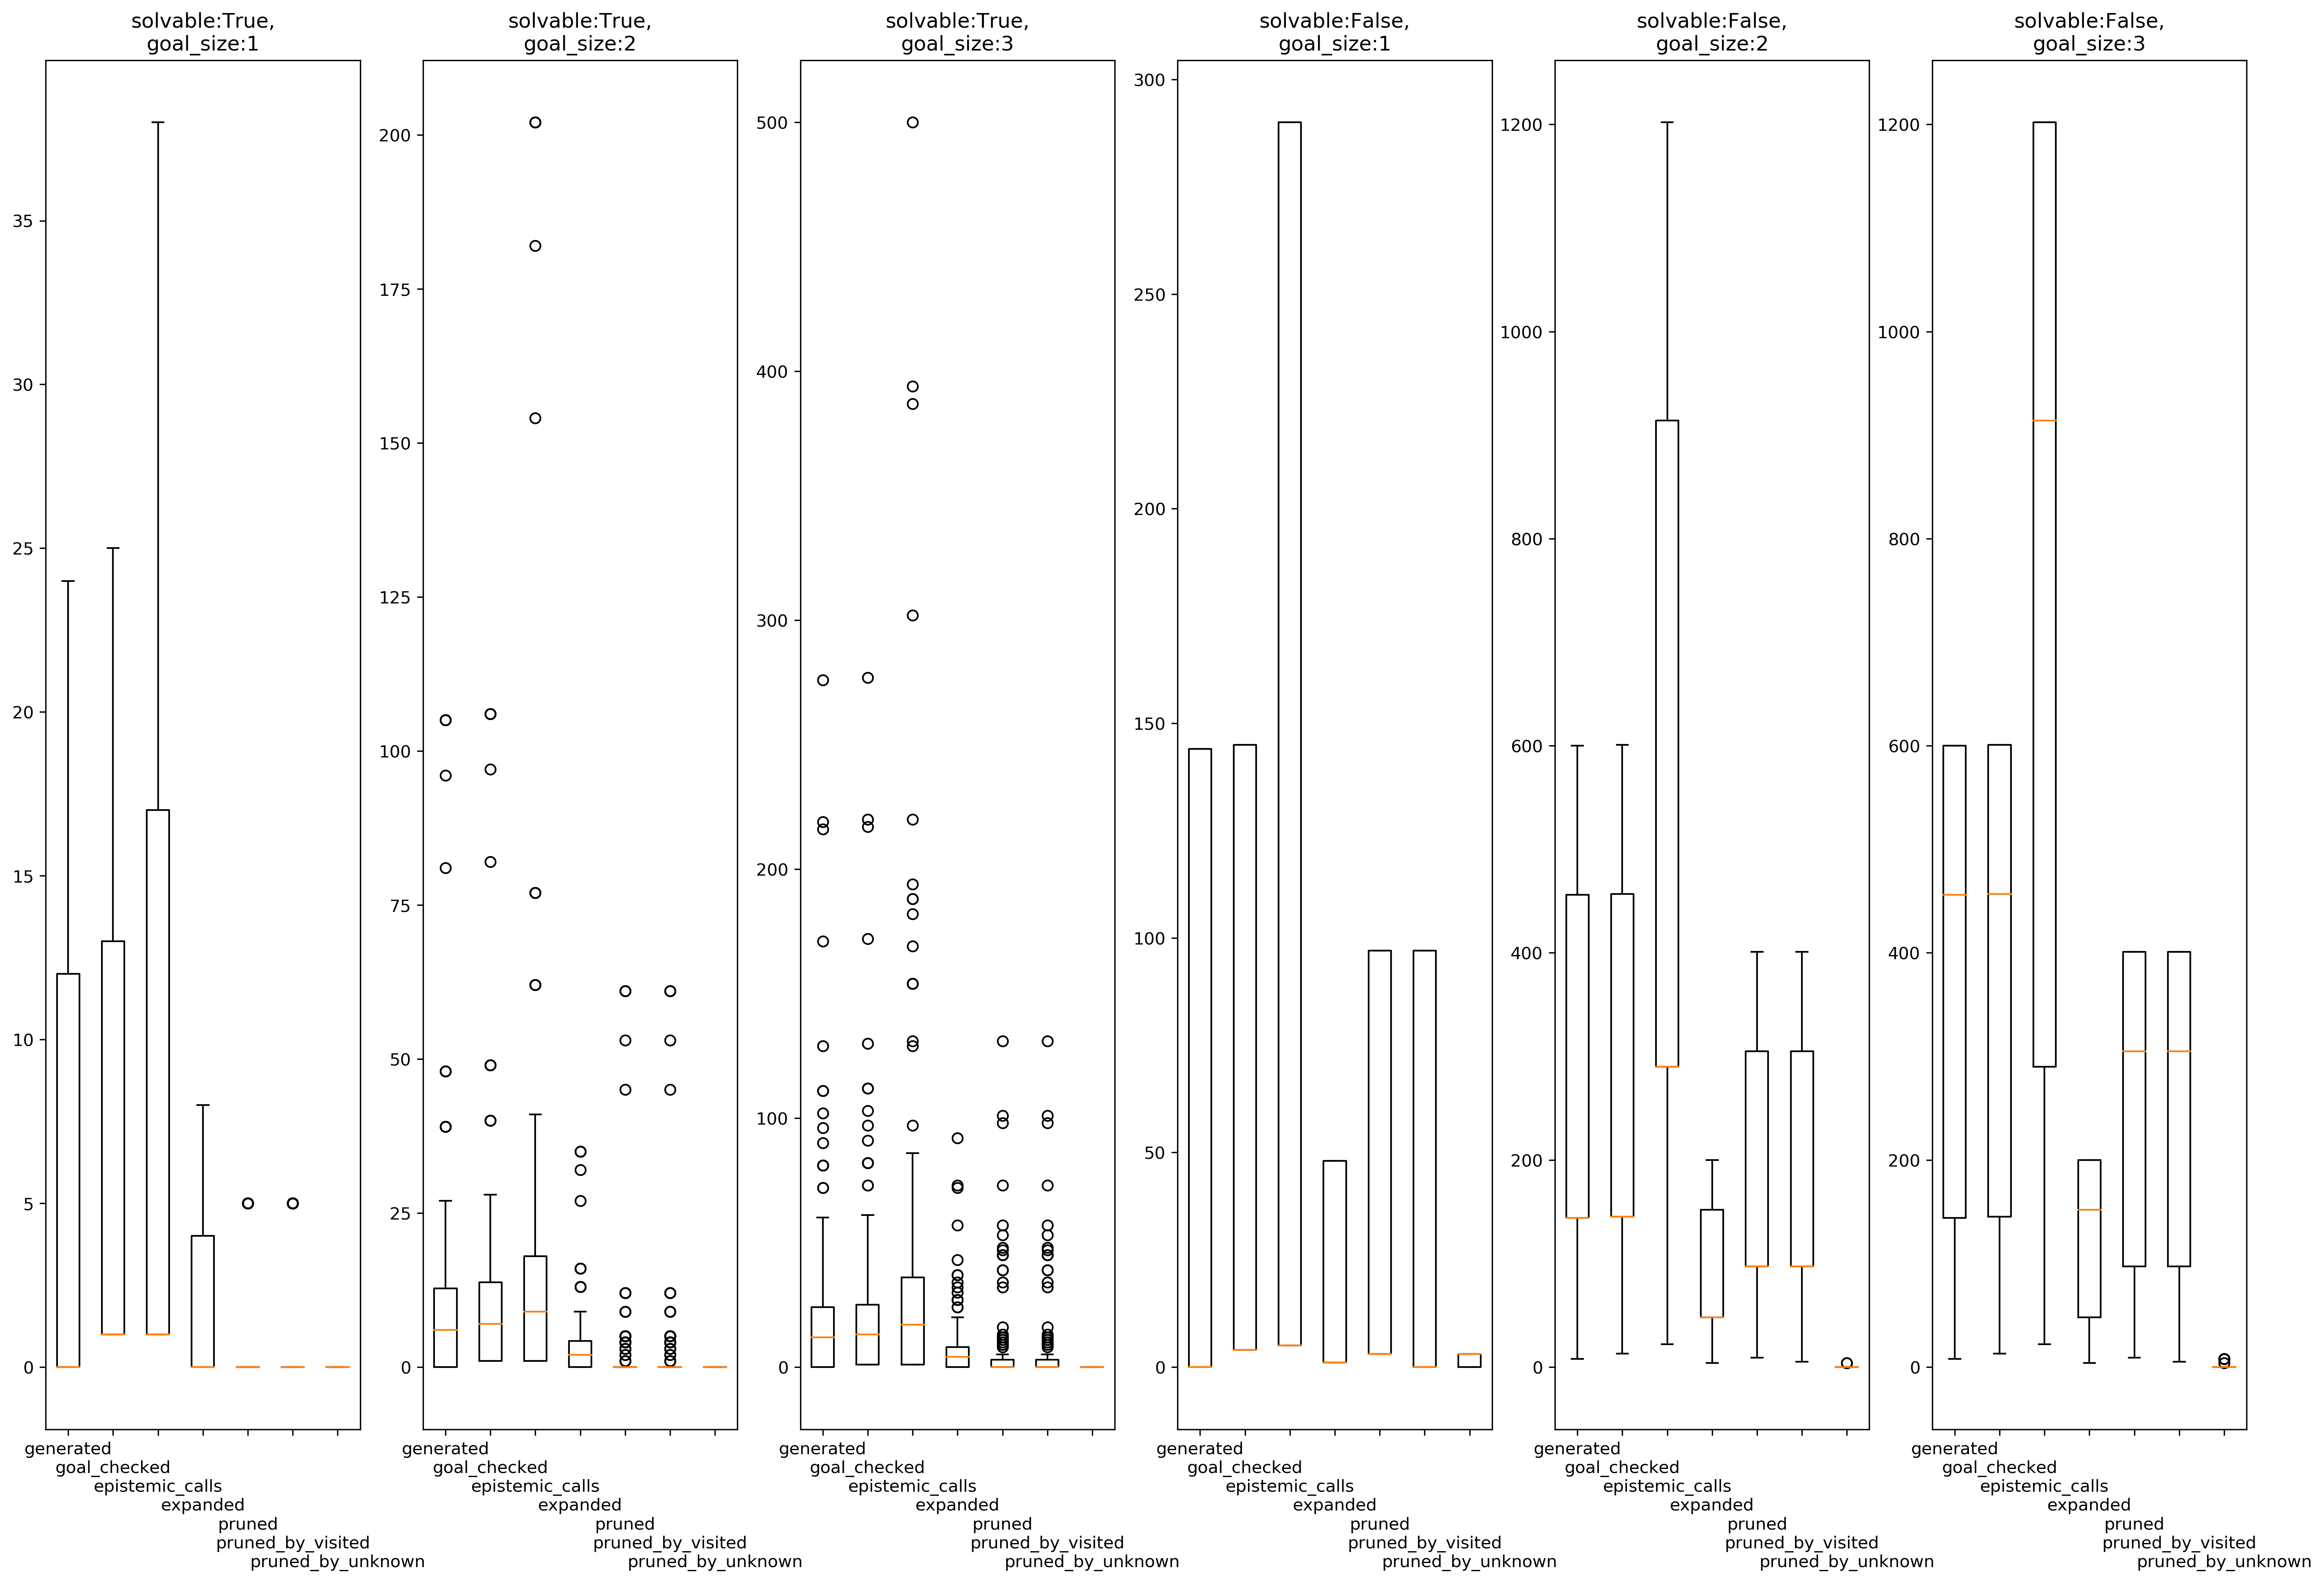 solvable:True,
goal_size:1
35
30
25
20
15
10
5
0
generated
goal_checked
epistemic_calls
expanded
pruned
pruned_by_visited
pruned_by_unknown
solvable:True,
goal_size:2
200
175
150
125
100
75
50
25
0
generated
goal_checked
epistemic_calls
expanded
pruned
pruned_by_visited
pruned_by_unknown
solvable:True,
goal_size:3
500
400
300
200
100
0
generated
goal_checked
epistemic_calls
expanded
pruned
pruned_by_visited
pruned_by_unknown
solvable:False,
goal_size:1
300
250
200
150
100
50
0
generated
goal_checked
epistemic_calls
expanded
pruned
pruned_by_visited
pruned_by_unknown
solvable:False,
goal_size:2
1200
1000
800
600
400
200
0
generated
goal_checked
epistemic_calls
expanded
pruned
pruned_by_visited
pruned_by_unknown
solvable:False,
goal_size:3
1200
1000
800
600
400
200
0
generated
goal_checked
epistemic_calls
expanded
pruned
pruned_by_visited
pruned_by_unknown